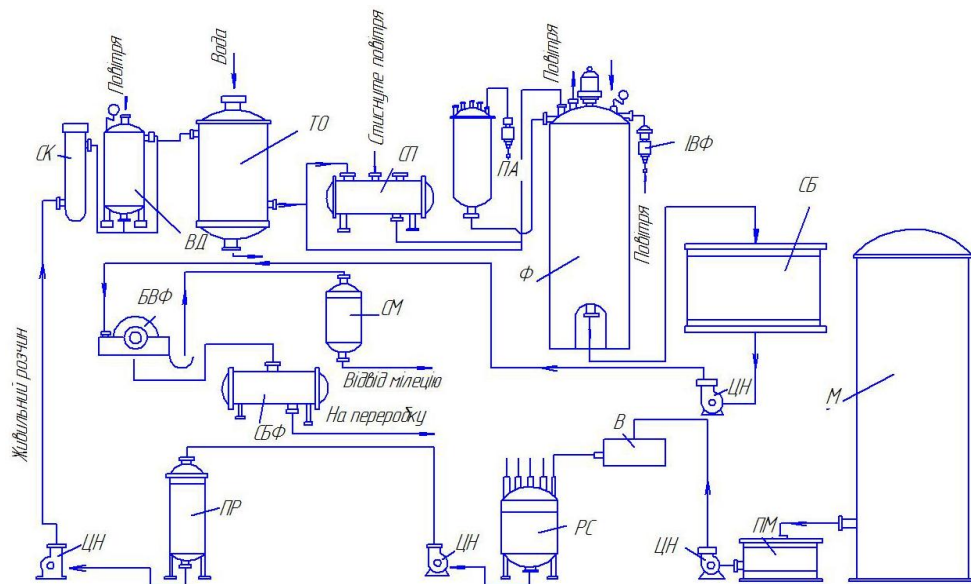 Повітря
Вода
Стиснуте повітря
Повітря
СК
ТО
СП
ПА
ІВФ
СБ
ВД
Повітря
Ф
БВФ
СМ
Відвід міцелію
ЦН
М
На переробку
СБФ
В
Живильний розчин
ПР
РС
ПМ
ЦН
ЦН
ЦН